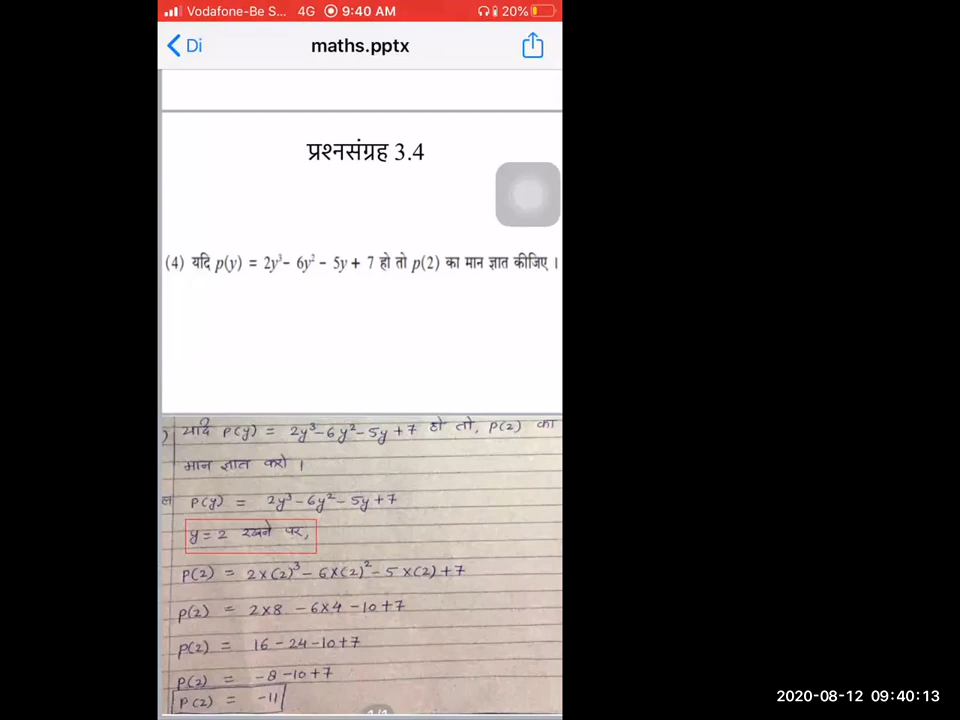 Vodafone-Be S... 4G 9:40 AM 20%
Di maths.pptx
प्रश्नसंग्रह 3.4
(4) यदि p(y) = 2y³ - 6y² - 5y + 7 हो तो p(2) का मान ज्ञात कीजिए ।
) यदि P(y) = 2y³-6y²-5y+7 हो तो, P(2) का
मान ज्ञात करो ।
P(y) = 2y³-6y²-5y+7
y=2 रखने पर,
P(2) = 2×(2)³-6×(2)²-5×(2)+7
P(2) = 2×8 -6×4 -10+7
P(2) = 16-24-10+7
P(2) = -8-10+7
P(2) = -11
2020-08-12 09:40:13